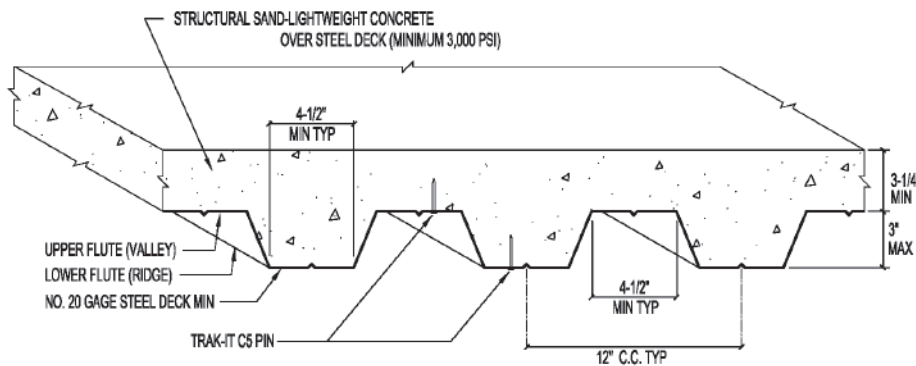 STRUCTURAL SAND-LIGHTWEIGHT CONCRETE
OVER STEEL DECK (MINIMUM 3,000 PSI)
4-1/2"
MIN TYP
3-1/4
MIN
3"
MAX
UPPER FLUTE (VALLEY)
LOWER FLUTE (RIDGE)
NO. 20 GAGE STEEL DECK MIN
4-1/2"
MIN TYP
TRAK-IT C5 PIN
12" C.C. TYP